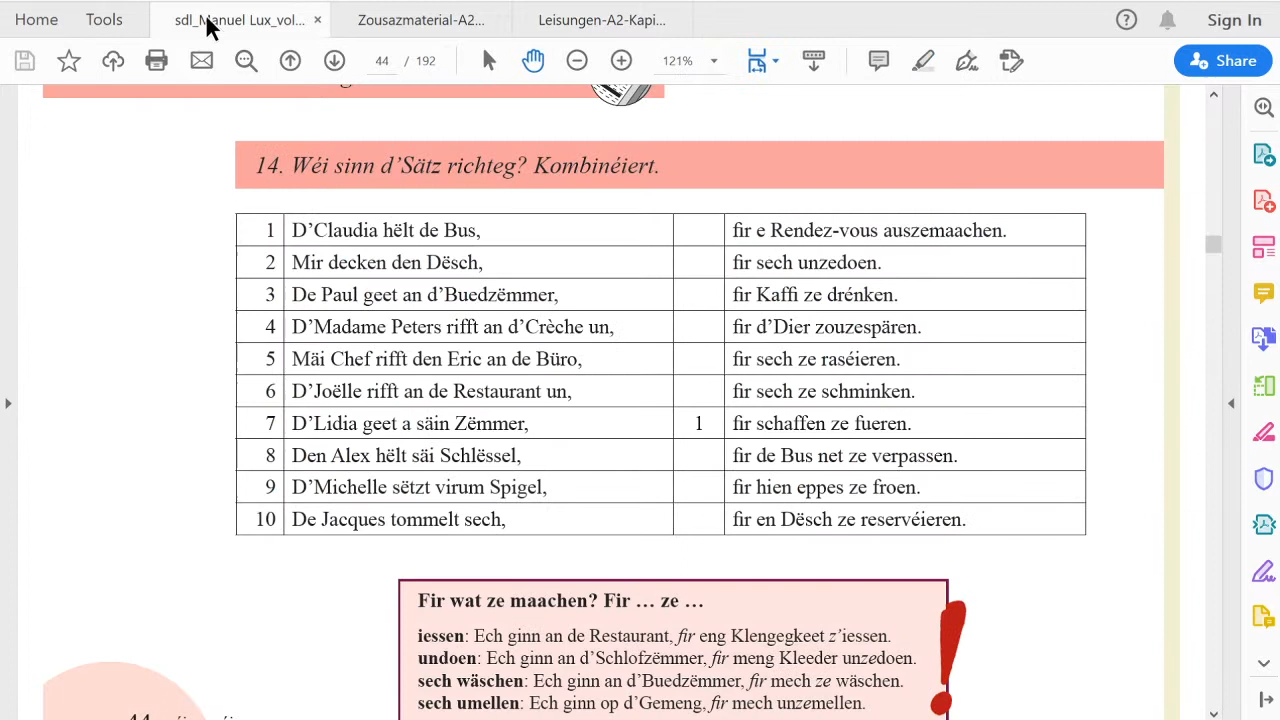 Home
Tools
sdl_Manuel Lux_vol...
×
Zousazmaterial-A2...
Leisungen-A2-Kapi...
Sign In
44 / 192
121%
Share
14. Wéi sinn d'Sätz richteg? Kombinéiert.
1 D'Claudia hëlt de Bus, fir e Rendez-vous auszemaachen.
2 Mir decken den Dësch, fir sech unzedoen.
3 De Paul geet an d'Buedzëmmer, fir Kaffi ze drénken.
4 D'Madame Peters rifft an d'Crèche un, fir d'Dier zouzespären.
5 Mäi Chef rifft den Eric an de Büro, fir sech ze raséieren.
6 D'Joëlle rifft an de Restaurant un, fir sech ze schminken.
7 D'Lidia geet a säin Zëmmer, 1 fir schaffen ze fueren.
8 Den Alex hëlt säi Schlëssel, fir de Bus net ze verpassen.
9 D'Michelle sëtzt virum Spigel, fir hien eppes ze froen.
10 De Jacques tommelt sech, fir en Dësch ze reservéieren.
Fir wat ze maachen? Fir … ze …
iessen: Ech ginn an de Restaurant, fir eng Klengegkeet z'iessen.
undoen: Ech ginn an d'Schlofzëmmer, fir meng Kleeder unzedoen.
sech wäschen: Ech ginn an d'Buedzëmmer, fir mech ze wäschen.
sech umellen: Ech ginn op d'Gemeng, fir mech unzemellen.